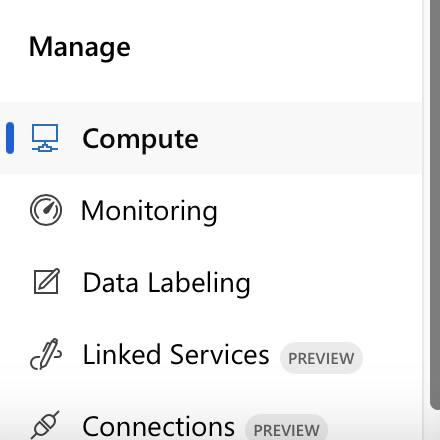 Manage
Compute
Monitoring
Data Labeling
Linked Services PREVIEW
Connections PREVIEW